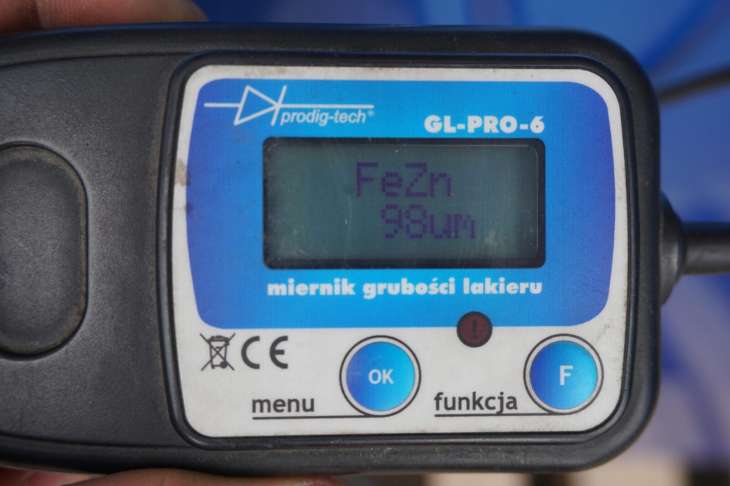 prodig-tech®
GL-PRO-6
FeZn
98um
miernik grubości lakieru
!
CE
OK
F
menu
funkcja